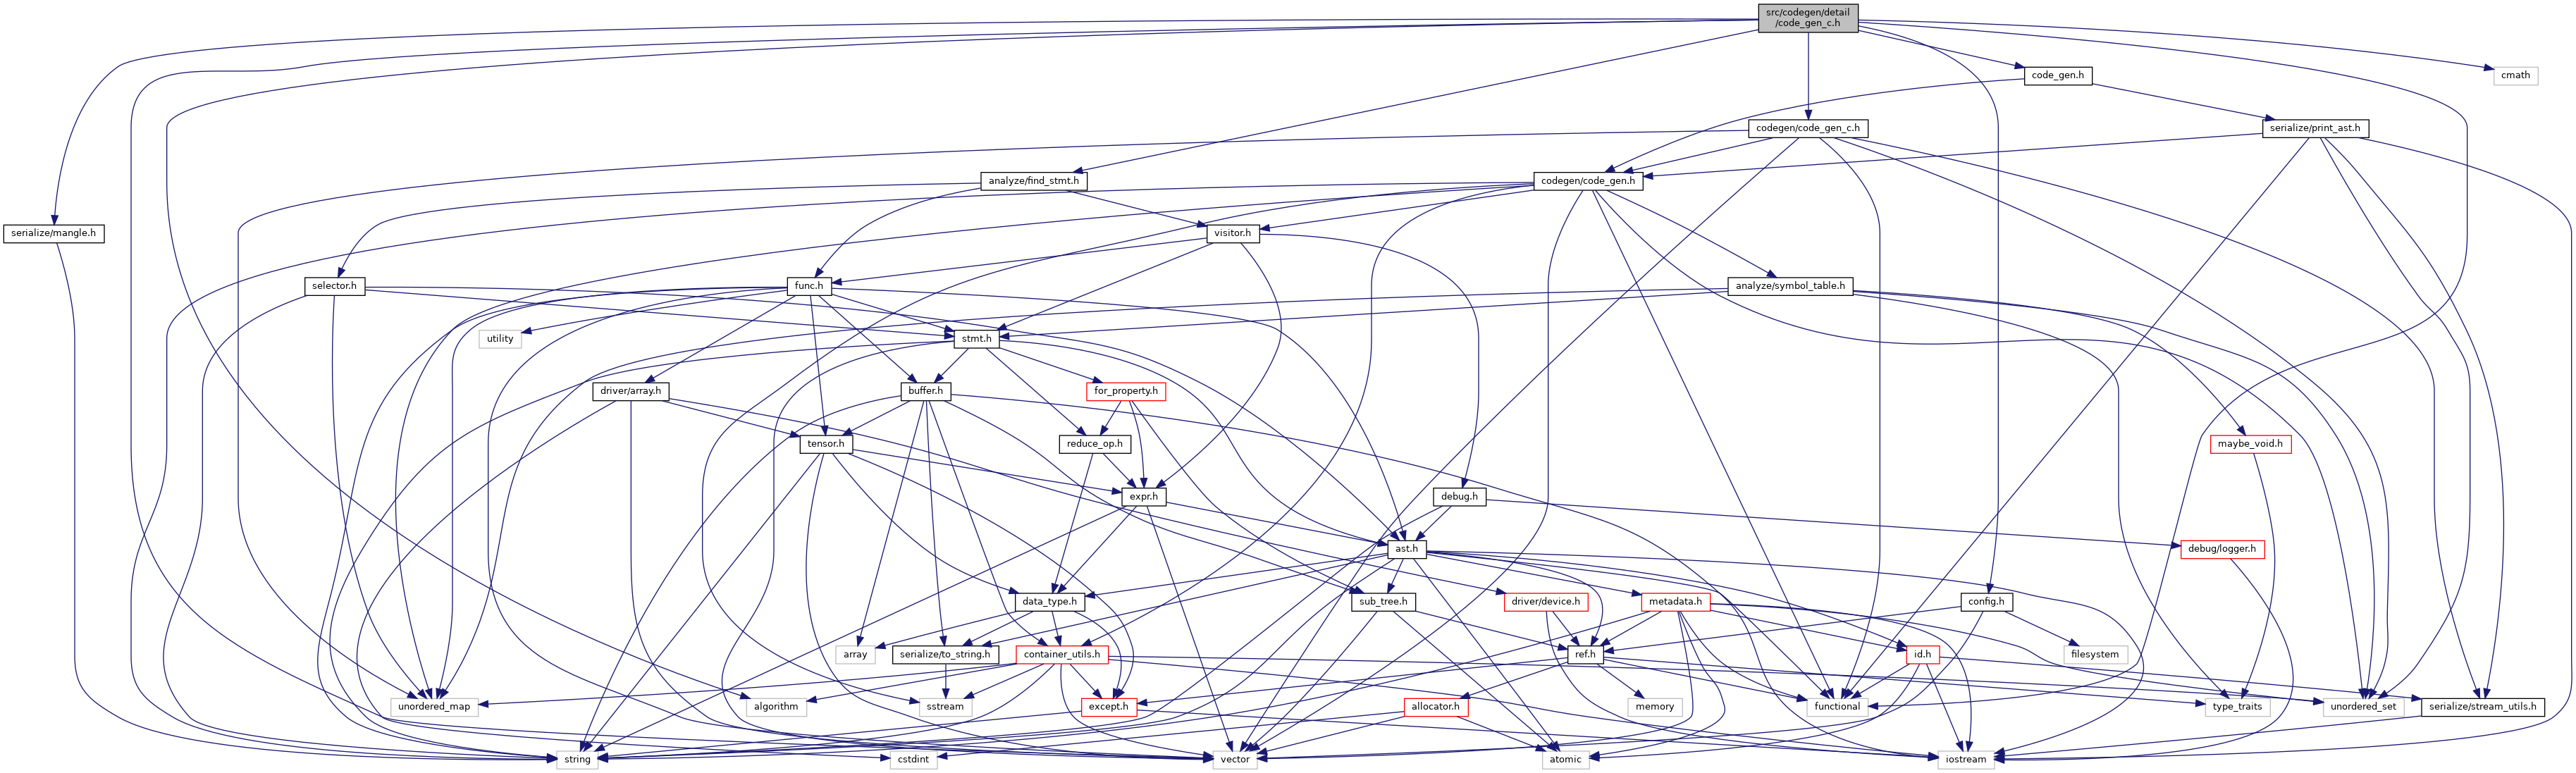 src/codegen/detail
/code_gen_c.h
code_gen.h
cmath
codegen/code_gen_c.h
serialize/print_ast.h
analyze/find_stmt.h
codegen/code_gen.h
serialize/mangle.h
visitor.h
selector.h
func.h
analyze/symbol_table.h
utility
stmt.h
driver/array.h
buffer.h
for_property.h
tensor.h
reduce_op.h
maybe_void.h
expr.h
debug.h
ast.h
debug/logger.h
data_type.h
sub_tree.h
driver/device.h
metadata.h
config.h
array
serialize/to_string.h
container_utils.h
ref.h
id.h
filesystem
unordered_map
algorithm
sstream
except.h
allocator.h
memory
functional
type_traits
unordered_set
serialize/stream_utils.h
string
cstdint
vector
atomic
iostream